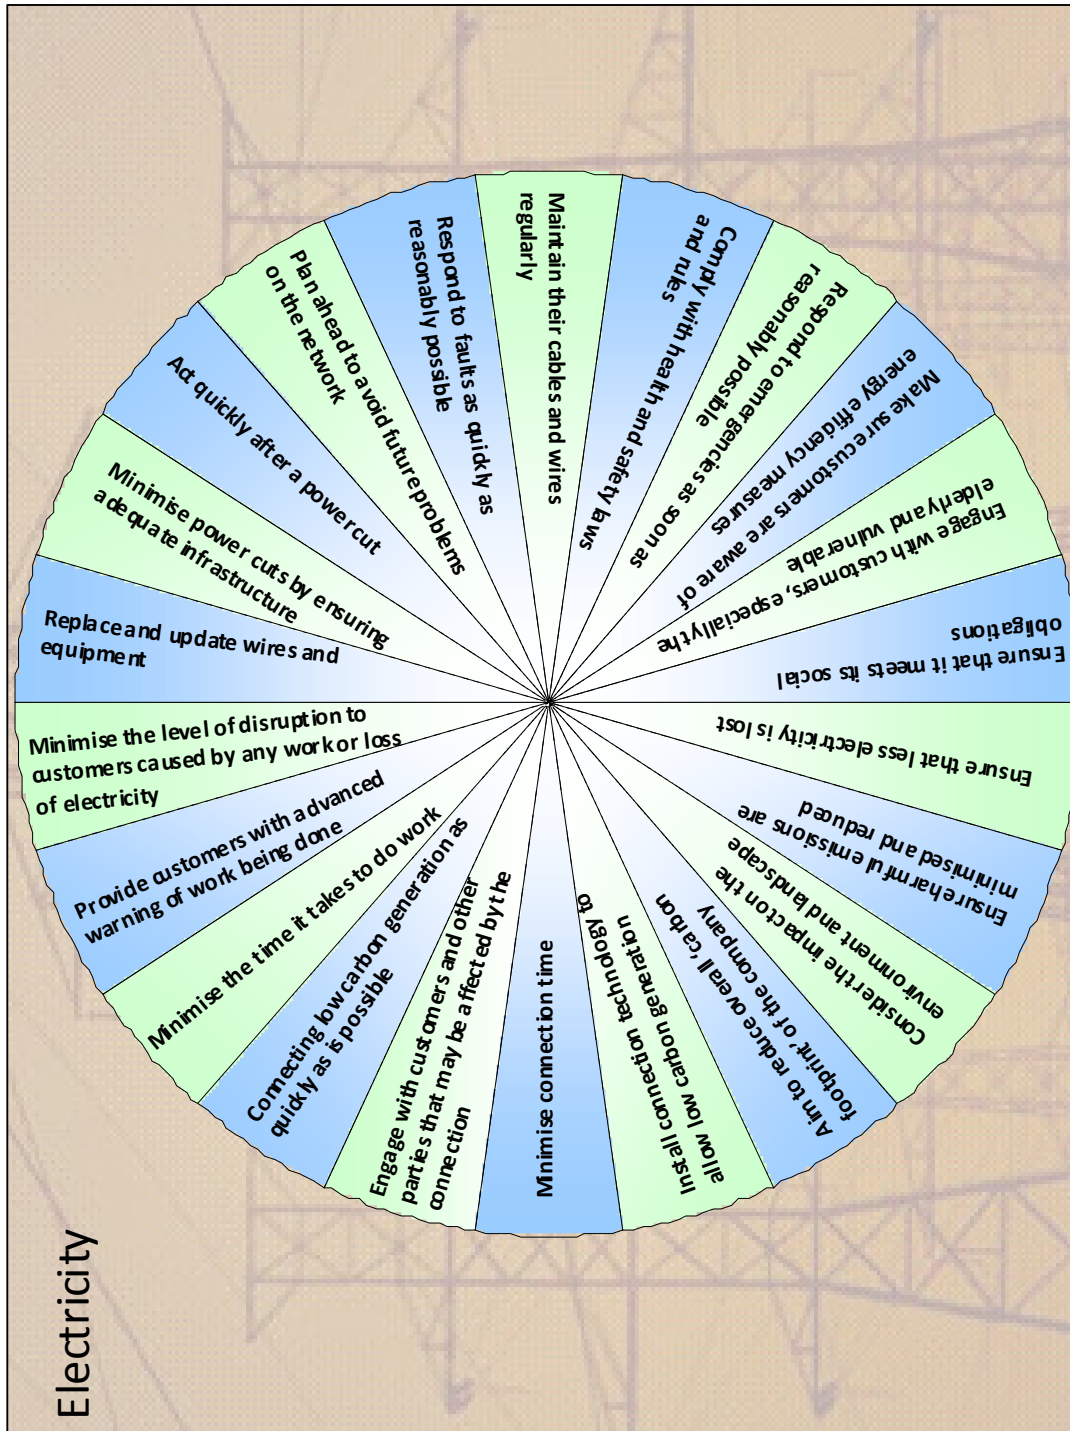 Electricity
Maintain their cables and wires
regularly
Comply with health and safety laws
and rules
Respond to emergencies as soon as
reasonably possible
Make sure customers are aware of
energy efficiency measures
Engage with customers, especially the
elderly and vulnerable
Ensure that it meets its social
obligations
Ensure that less electricity is lost
Ensure harmful emissions are
minimised and reduced
Consider the impact on the
environment and landscape
Aim to reduce overall ‘carbon
footprint’ of the company
Install connection technology to
allow low carbon generation
Minimise connection time
Engage with customers and other
parties that may be affected by the
connection
Connecting low carbon generation as
quickly as is possible
Minimise the time it takes to do work
Provide customers with advanced
warning of work being done
Minimise the level of disruption to
customers caused by any work or loss
of electricity
Replace and update wires and
equipment
Minimise power cuts by ensuring
adequate infrastructure
Act quickly after a power cut
Plan ahead to avoid future problems
on the network
Respond to faults as quickly as
reasonably possible